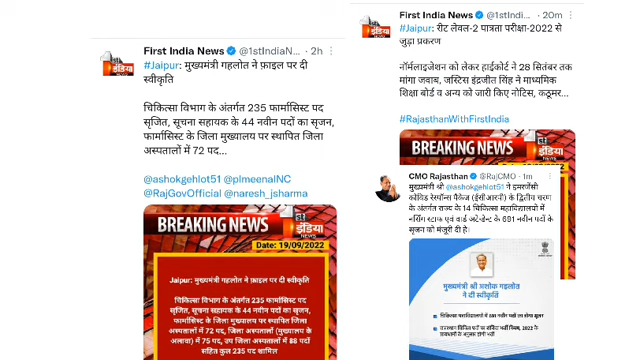 First India News @1stIndiaN... · 2h
#Jaipur: मुख्यमंत्री गहलोत ने फ़ाइल पर दी
स्वीकृति
चिकित्सा विभाग के अंतर्गत 235 फार्मासिस्ट पद
सृजित, सूचना सहायक के 44 नवीन पदों का सृजन,
फार्मासिस्ट के जिला मुख्यालय पर स्थापित जिला
अस्पतालों में 72 पद...
@ashokgehlot51 @plmeenaINC
@RajGovOfficial @naresh_jsharma
BREAKING NEWS
इंडिया
Date: 19/09/2022
Jaipur: मुख्यमंत्री गहलोत ने फ़ाइल पर दी स्वीकृति
चिकित्सा विभाग के अंतर्गत 235 फार्मासिस्ट पद
सृजित, सूचना सहायक के 44 नवीन पदों का सृजन,
फार्मासिस्ट के जिला मुख्यालय पर स्थापित जिला
अस्पतालों में 72 पद, जिला अस्पतालों (मुख्यालय के
अलावा) में 75 पद, उप जिला अस्पतालों में 88 पदों
सहित कुल 235 पद शामिल
First India News @1stIndi... · 20m
#Jaipur: रीट लेवल-2 पात्रता परीक्षा-2022 से
जुड़ा प्रकरण
नॉर्मलाइजेशन को लेकर हाईकोर्ट ने 28 सितंबर तक
मांगा जवाब, जस्टिस इंद्रजीत सिंह ने माध्यमिक
शिक्षा बोर्ड व अन्य को जारी किए नोटिस, कठूमर...
#RajasthanWithFirstIndia
BREAKING NEWS
इंडिया
CMO Rajasthan @RajCMO · 1m
मुख्यमंत्री श्री @ashokgehlot51 ने इमरजेंसी
कोविड रेस्पॉन्स पैकेज (ईसीआरपी) के द्वितीय चरण
के अंतर्गत राज्य के 14 चिकित्सा महाविद्यालयों में
नर्सिंग स्टाफ एवं वार्ड अटेन्डेन्ट के 691 नवीन पदों के
सृजन को मंजूरी दी है।
मुख्यमंत्री श्री अशोक गहलोत
ने दी स्वीकृति